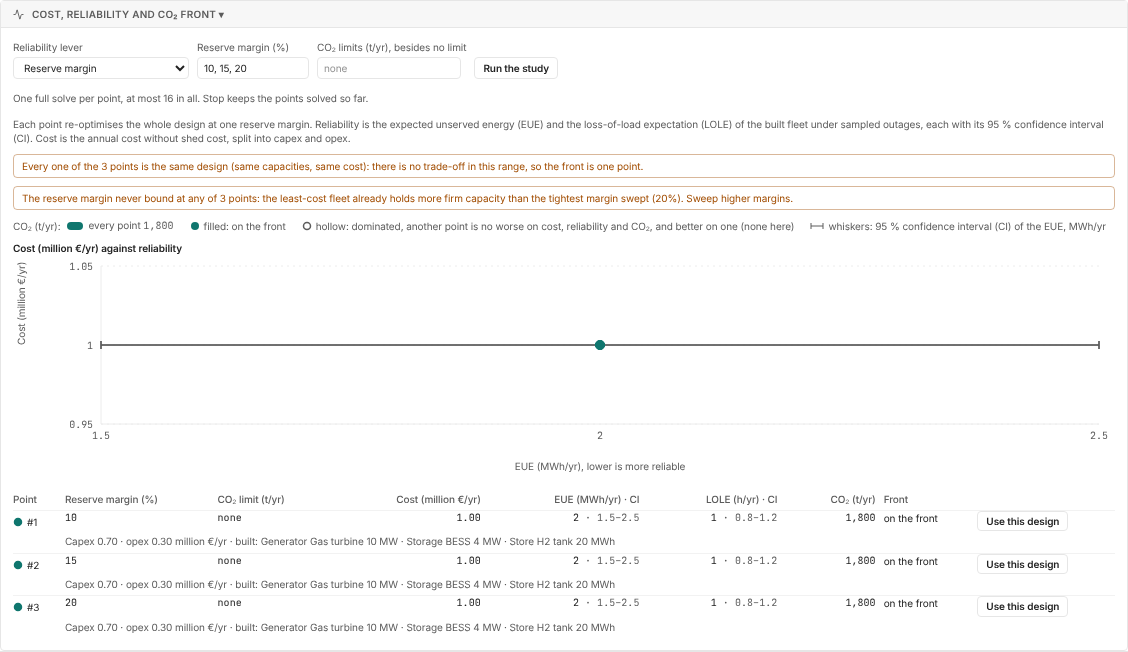 COST, RELIABILITY AND CO₂ FRONT ▾
Reliability lever
Reserve margin (%)
CO₂ limits (t/yr), besides no limit
Reserve margin
10, 15, 20
none
Run the study
One full solve per point, at most 16 in all. Stop keeps the points solved so far.
Each point re-optimises the whole design at one reserve margin. Reliability is the expected unserved energy (EUE) and the loss-of-load expectation (LOLE) of the built fleet under sampled outages, each with its 95 % confidence interval
(CI). Cost is the annual cost without shed cost, split into capex and opex.
Every one of the 3 points is the same design (same capacities, same cost): there is no trade-off in this range, so the front is one point.
The reserve margin never bound at any of 3 points: the least-cost fleet already holds more firm capacity than the tightest margin swept (20%). Sweep higher margins.
CO₂ (t/yr): every point 1,800 filled: on the front hollow: dominated, another point is no worse on cost, reliability and CO₂, and better on one (none here) whiskers: 95 % confidence interval (CI) of the EUE, MWh/yr
Cost (million €/yr) against reliability
Cost (million €/yr)
1.05
1
0.95
1.5 2 2.5
EUE (MWh/yr), lower is more reliable
Point Reserve margin (%) CO₂ limit (t/yr) Cost (million €/yr) EUE (MWh/yr) · CI LOLE (h/yr) · CI CO₂ (t/yr) Front
#1 10 none 1.00 2 · 1.5–2.5 1 · 0.8–1.2 1,800 on the front Use this design
Capex 0.70 · opex 0.30 million €/yr · built: Generator Gas turbine 10 MW · Storage BESS 4 MW · Store H2 tank 20 MWh
#2 15 none 1.00 2 · 1.5–2.5 1 · 0.8–1.2 1,800 on the front Use this design
Capex 0.70 · opex 0.30 million €/yr · built: Generator Gas turbine 10 MW · Storage BESS 4 MW · Store H2 tank 20 MWh
#3 20 none 1.00 2 · 1.5–2.5 1 · 0.8–1.2 1,800 on the front Use this design
Capex 0.70 · opex 0.30 million €/yr · built: Generator Gas turbine 10 MW · Storage BESS 4 MW · Store H2 tank 20 MWh